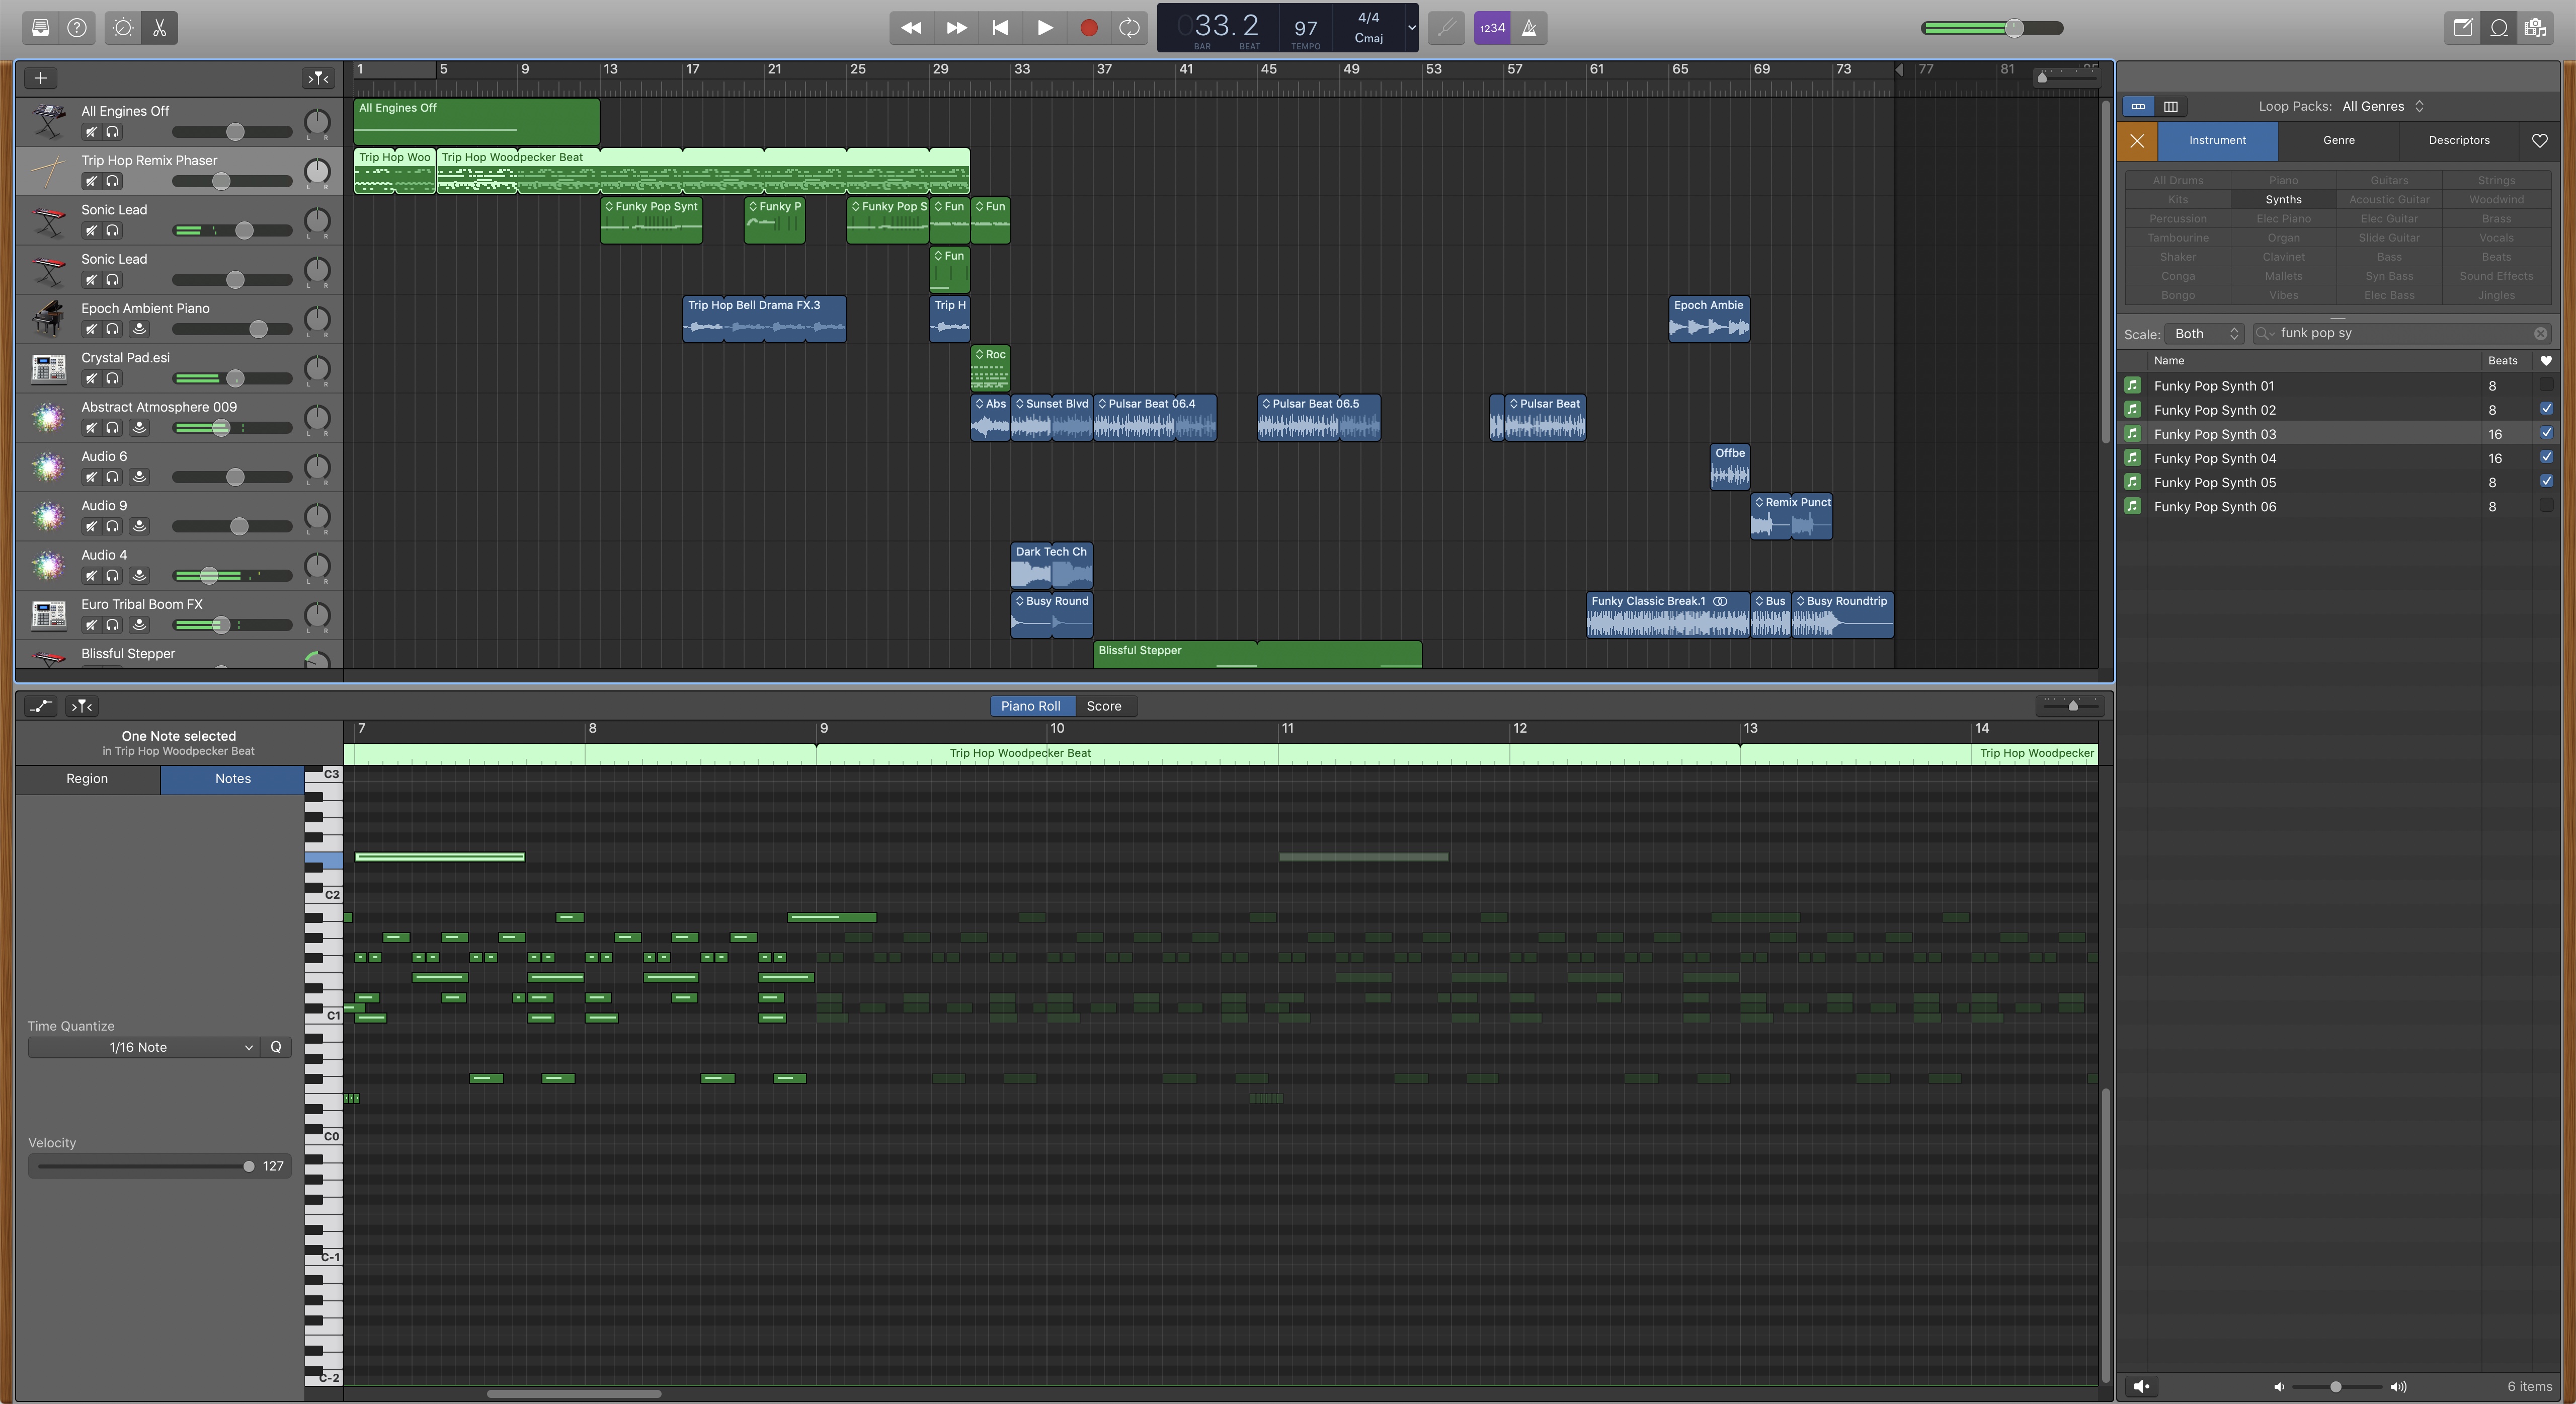 033.2
BAR BEAT
97
TEMPO
4/4
Cmaj
1234
1 5 9 13 17 21 25 29 33 37 41 45 49 53 57 61 65 69 73 77 81 85
All Engines Off
L R
All Engines Off
Trip Hop Remix Phaser
L R
Trip Hop Woo
Trip Hop Woodpecker Beat
Sonic Lead
L R
Funky Pop Synt
Funky P
Funky Pop S
Fun
Fun
Sonic Lead
L R
Fun
Epoch Ambient Piano
L R
Trip Hop Bell Drama FX.3
Trip H
Epoch Ambie
Crystal Pad.esi
L R
Roc
Abstract Atmosphere 009
L R
Abs
Sunset Blvd
Pulsar Beat 06.4
Pulsar Beat 06.5
Pulsar Beat
Audio 6
L R
Offbe
Audio 9
L R
Remix Punct
Audio 4
L R
Dark Tech Ch
Euro Tribal Boom FX
L R
Busy Round
Funky Classic Break.1
Bus
Busy Roundtrip
Blissful Stepper
Blissful Stepper
Piano Roll
Score
One Note selected
in Trip Hop Woodpecker Beat
Region
Notes
Time Quantize
1/16 Note
Q
Velocity
127
7 8 9 10 11 12 13 14
Trip Hop Woodpecker Beat
Trip Hop Woodpecker
C3
C2
C1
C0
C-1
C-2
Loop Packs: All Genres
Instrument
Genre
Descriptors
All Drums Piano Guitars Strings
Kits Synths Acoustic Guitar Woodwind
Percussion Elec Piano Elec Guitar Brass
Tambourine Organ Slide Guitar Vocals
Shaker Clavinet Bass Beats
Conga Mallets Syn Bass Sound Effects
Bongo Vibes Elec Bass Jingles
Scale: Both
funk pop sy
Name Beats
Funky Pop Synth 01 8
Funky Pop Synth 02 8
Funky Pop Synth 03 16
Funky Pop Synth 04 16
Funky Pop Synth 05 8
Funky Pop Synth 06 8
6 items